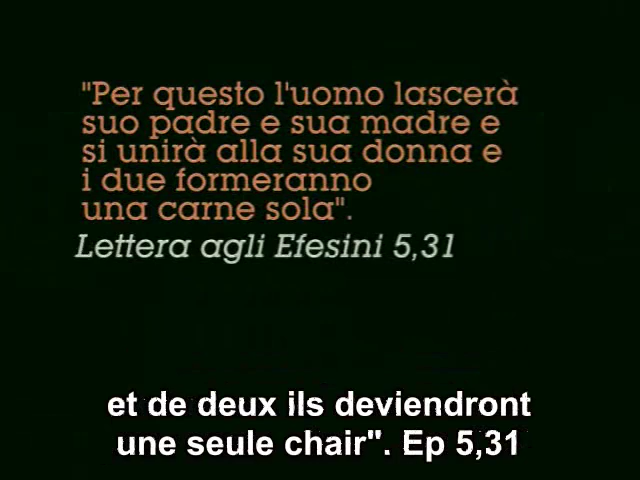 "Per questo l'uomo lascerà
suo padre e sua madre e
si unirà alla sua donna e
i due formeranno
una carne sola".
Lettera agli Efesini 5,31
et de deux ils deviendront
une seule chair". Ep 5,31